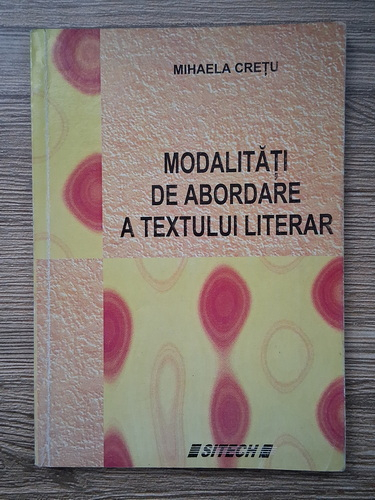 MIHAELA CREȚU
MODALITĂȚI
DE ABORDARE
A TEXTULUI LITERAR
SITECH